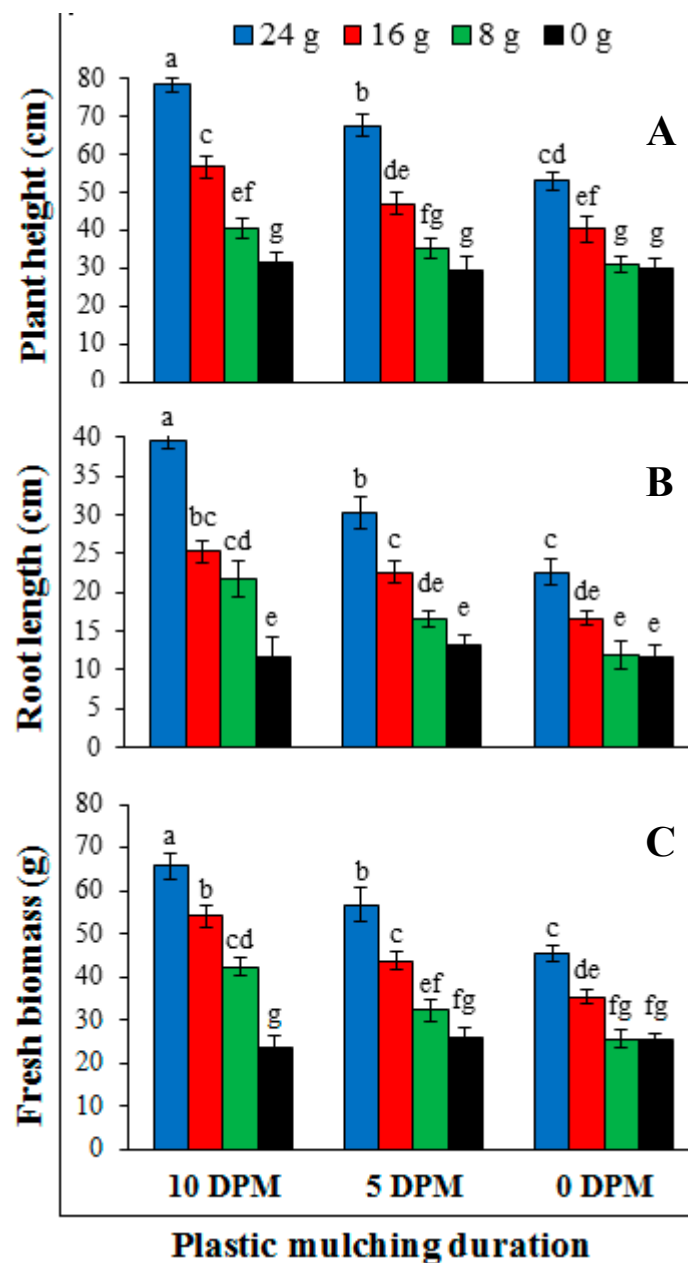 24 g 16 g 8 g 0 g
A
Plant height (cm)
80
70
60
50
40
30
20
10
0
a c ef g
b de fg g
cd ef g g
B
Root length (cm)
40
35
30
25
20
15
10
5
0
a bc cd e
b c de e
c de e e
C
Fresh biomass (g)
80
70
60
50
40
30
20
10
0
a b cd g
b c ef fg
c de fg fg
10 DPM 5 DPM 0 DPM
Plastic mulching duration